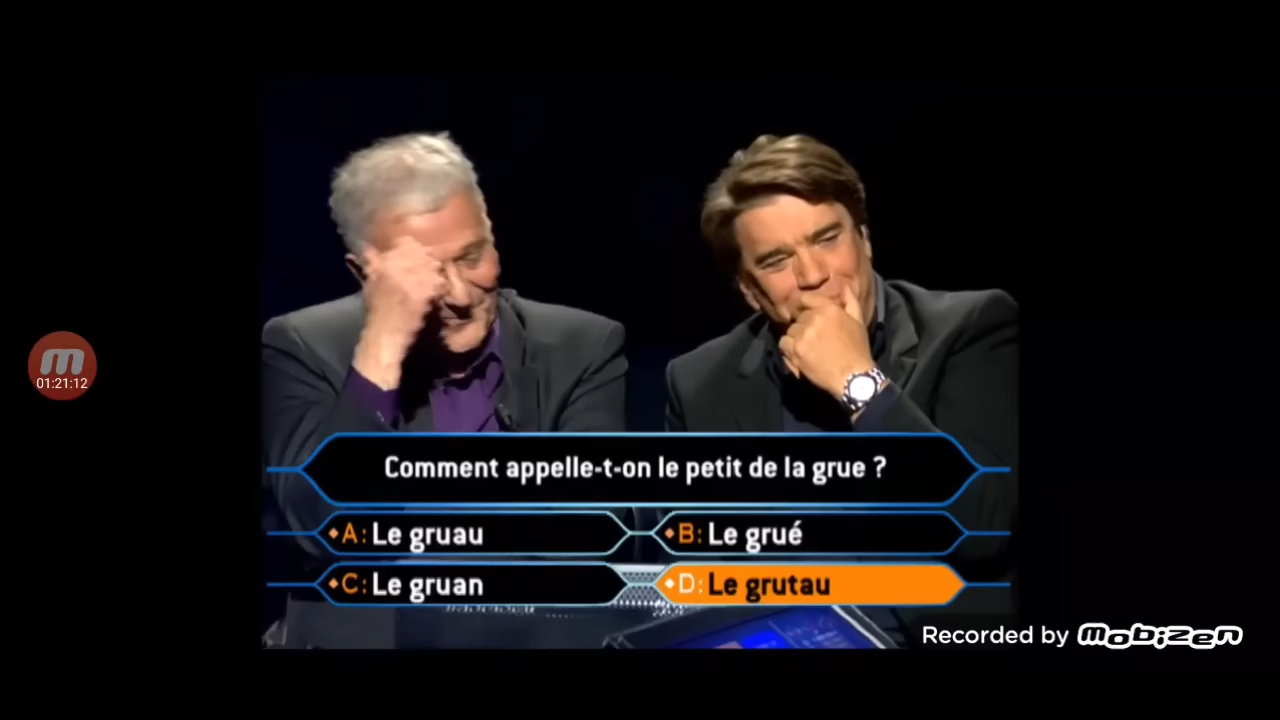 Comment appelle-t-on le petit de la grue ?
A: Le gruau
B: Le grué
C: Le gruan
D: Le grutau
01:21:12
Recorded by mobizen